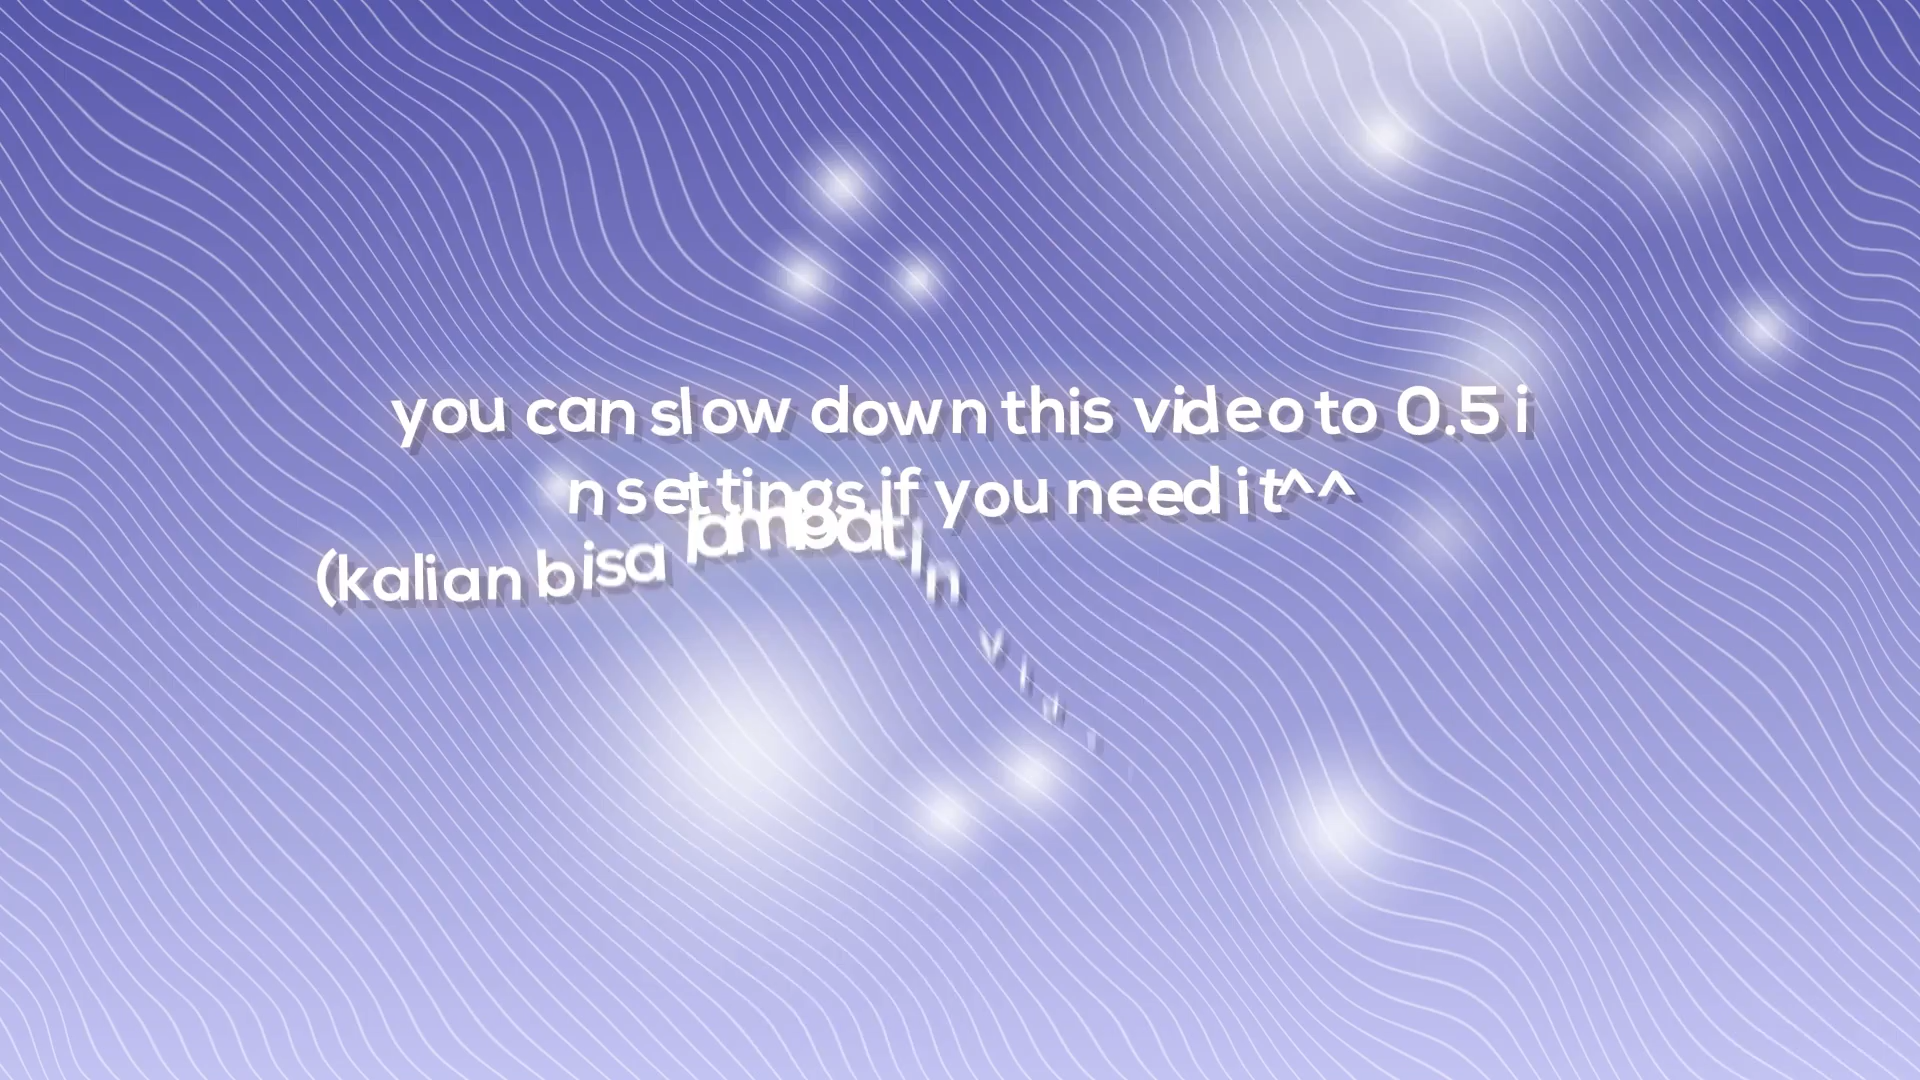 you can slow down this video to 0.5 i
n settings if you need it^^
(kalian bisa